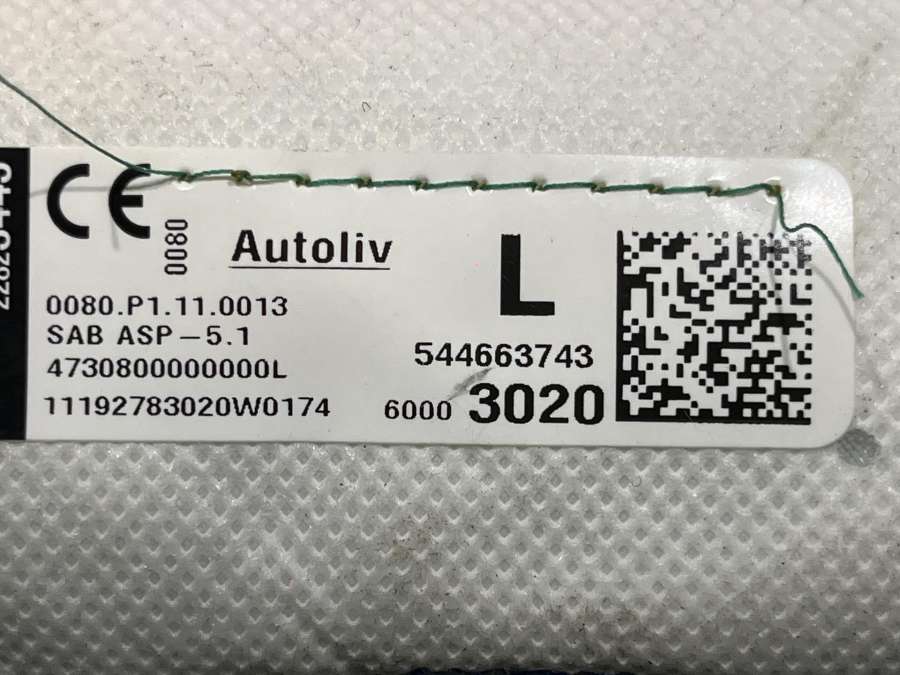 CE
0080
Autoliv
L
0080.P1.11.0013
SAB ASP-5.1
4730800000000L
544663743
11192783020W0174
6000 3020